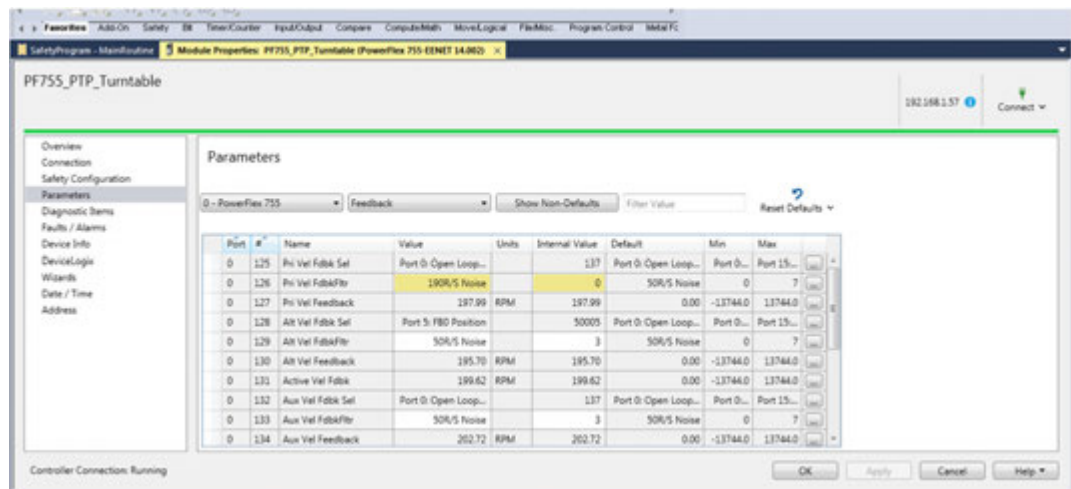 Favorites Add-On Safety Bit Timer/Counter Input/Output Compare Compute/Math Move/Logical File/Misc. Program Control Metal Fo
SafetyProgram - MainRoutine Module Properties: PF755_PTP_Turntable (PowerFlex 755-EENET 14.002) ×
PF755_PTP_Turntable
192.168.1.57 Connect
Overview
Connection
Safety Configuration
Parameters
Diagnostic Items
Faults / Alarms
Device Info
DeviceLogix
Wizards
Date / Time
Address
Parameters
0 - PowerFlex 755 Feedback Show Non-Defaults Filter Value Reset Defaults
Port # Name Value Units Internal Value Default Min Max
0 125 Pri Vel Fdbk Sel Port 0: Open Loop... 137 Port 0: Open Loop... Port 0:... Port 15:... ...
0 126 Pri Vel FdbkFltr 190R/S Noise 0 50R/S Noise 0 7 ...
0 127 Pri Vel Feedback 197.99 RPM 197.99 0.00 -13744.0 13744.0 ...
0 128 Alt Vel Fdbk Sel Port 5: FB0 Position 50005 Port 0: Open Loop... Port 0:... Port 15:... ...
0 129 Alt Vel FdbkFltr 50R/S Noise 3 50R/S Noise 0 7 ...
0 130 Alt Vel Feedback 195.70 RPM 195.70 0.00 -13744.0 13744.0 ...
0 131 Active Vel Fdbk 199.62 RPM 199.62 0.00 -13744.0 13744.0 ...
0 132 Aux Vel Fdbk Sel Port 0: Open Loop... 137 Port 0: Open Loop... Port 0:... Port 15:... ...
0 133 Aux Vel FdbkFltr 50R/S Noise 3 50R/S Noise 0 7 ...
0 134 Aux Vel Feedback 202.72 RPM 202.72 0.00 -13744.0 13744.0 ...
Controller Connection: Running OK Apply Cancel Help